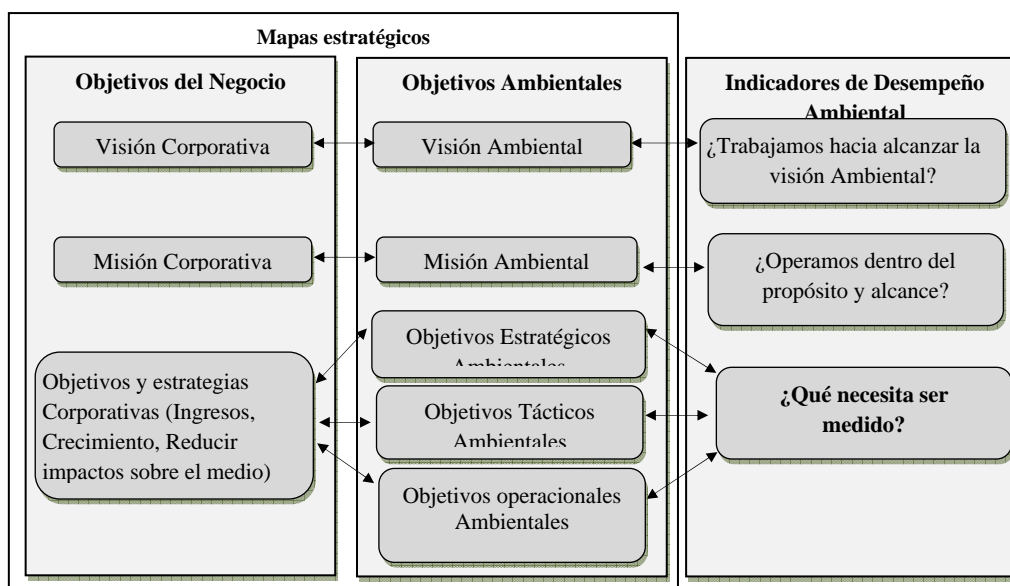 Mapas estratégicos
Objetivos del Negocio
Visión Corporativa
Misión Corporativa
Objetivos y estrategias
Corporativas (Ingresos,
Crecimiento, Reducir
impactos sobre el medio)
Objetivos Ambientales
Visión Ambiental
Misión Ambiental
Objetivos Estratégicos
Ambientales
Objetivos Tácticos
Ambientales
Objetivos operacionales
Ambientales
Indicadores de Desempeño
Ambiental
¿Trabajamos hacia alcanzar la
visión Ambiental?
¿Operamos dentro del
propósito y alcance?
¿Qué necesita ser
medido?